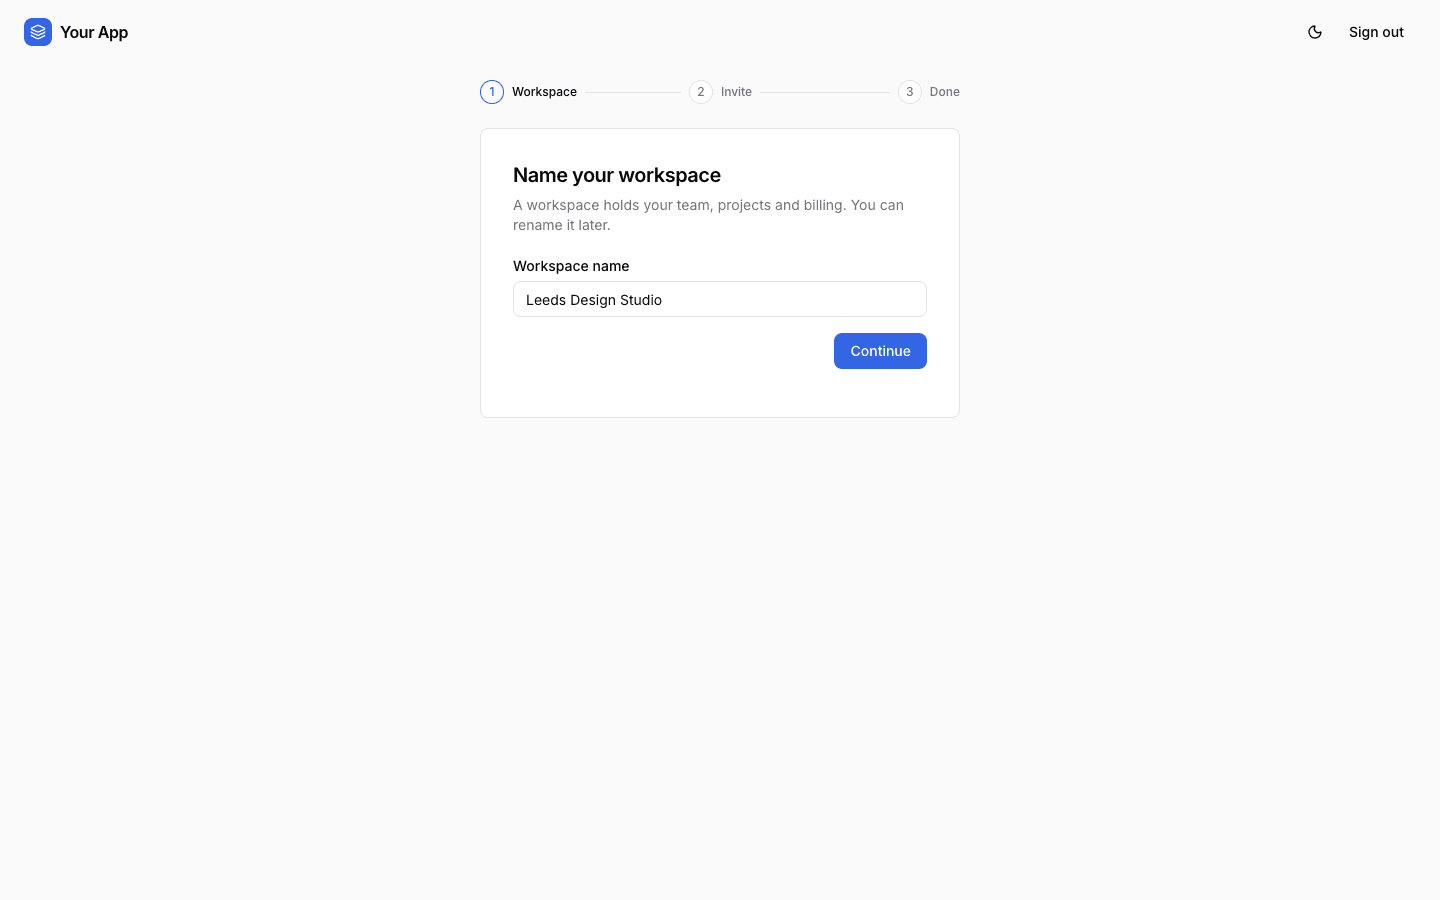 Your App
Sign out
1 Workspace
2 Invite
3 Done
Name your workspace
A workspace holds your team, projects and billing. You can
rename it later.
Workspace name
Leeds Design Studio
Continue